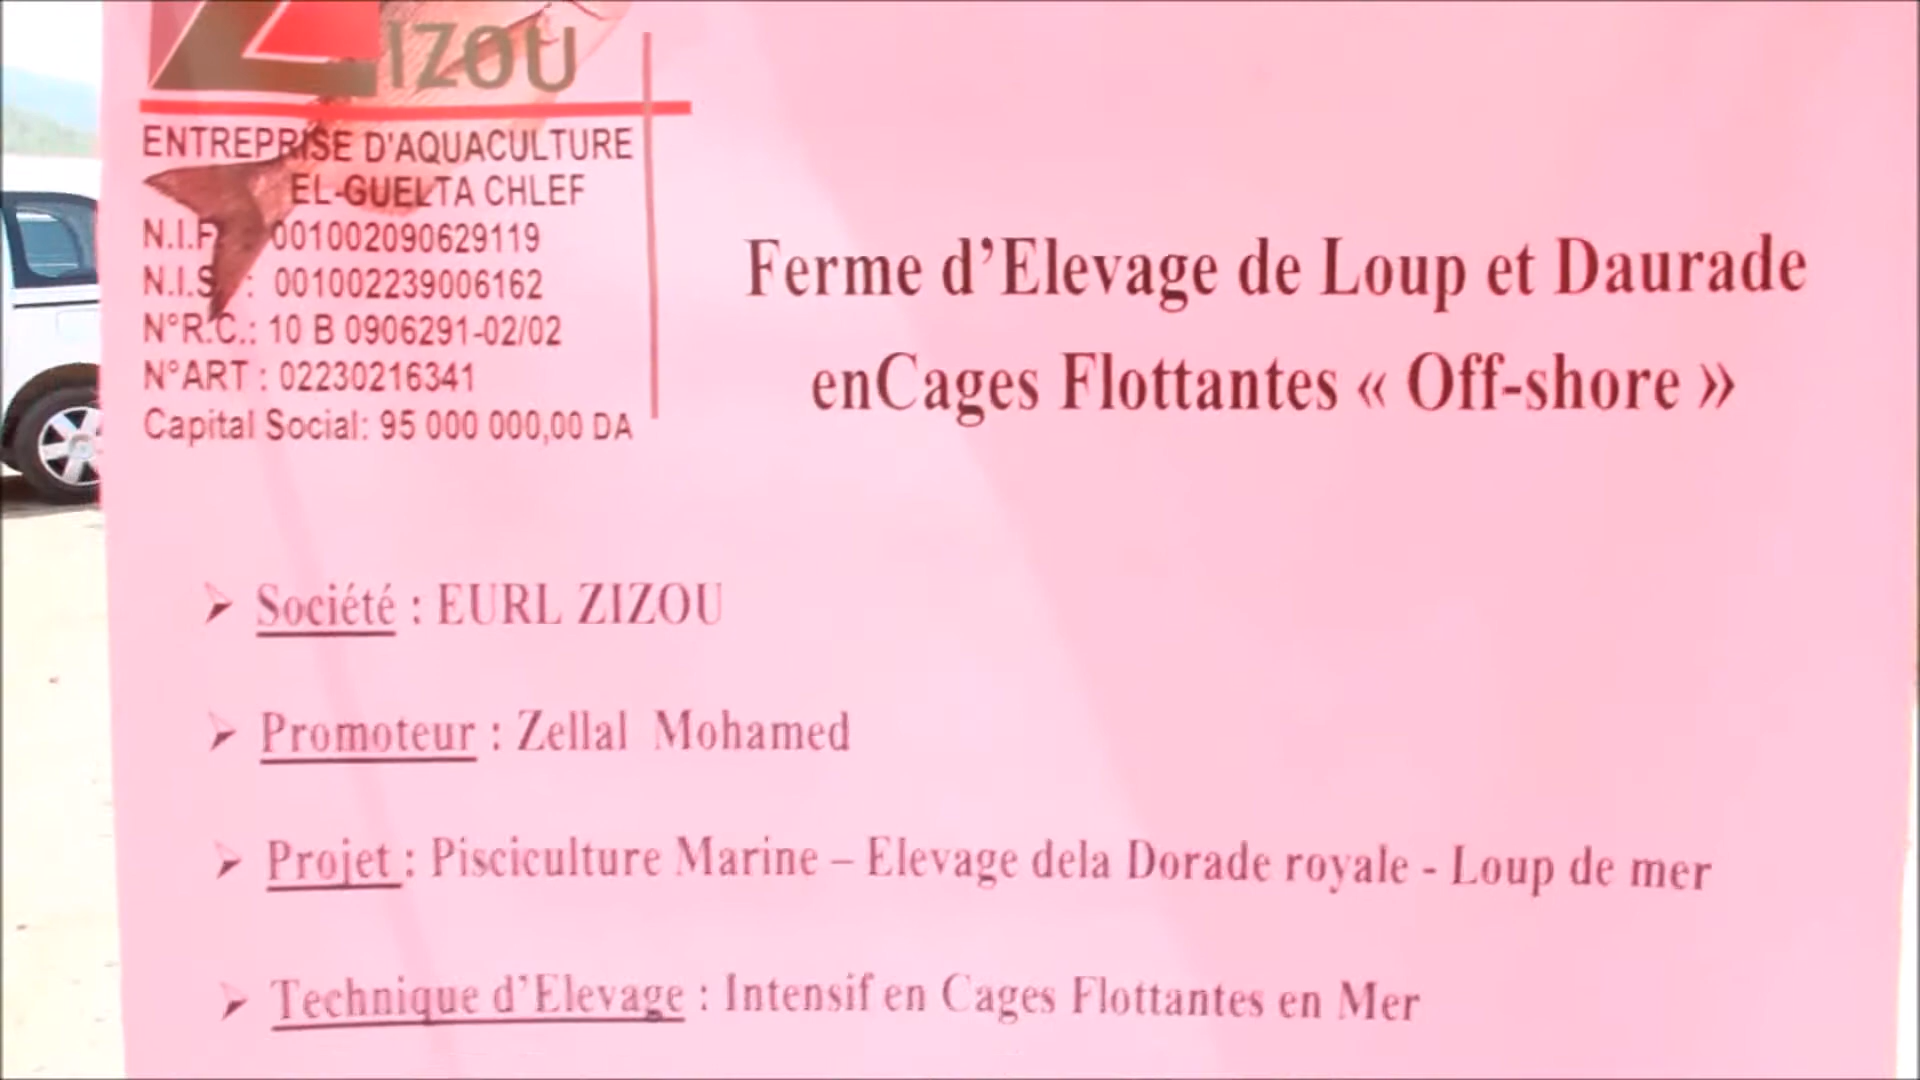 ZIZOU
ENTREPRISE D'AQUACULTURE
EL-GUELTA CHLEF
N.I.F. : 001002090629119
N.I.S : 001002239006162
N°R.C.: 10 B 0906291-02/02
N°ART : 02230216341
Capital Social: 95 000 000,00 DA
Ferme d’Elevage de Loup et Daurade
enCages Flottantes « Off-shore »
➢ Société : EURL ZIZOU
➢ Promoteur : Zellal Mohamed
➢ Projet : Pisciculture Marine – Elevage dela Dorade royale - Loup de mer
➢ Technique d’Elevage : Intensif en Cages Flottantes en Mer